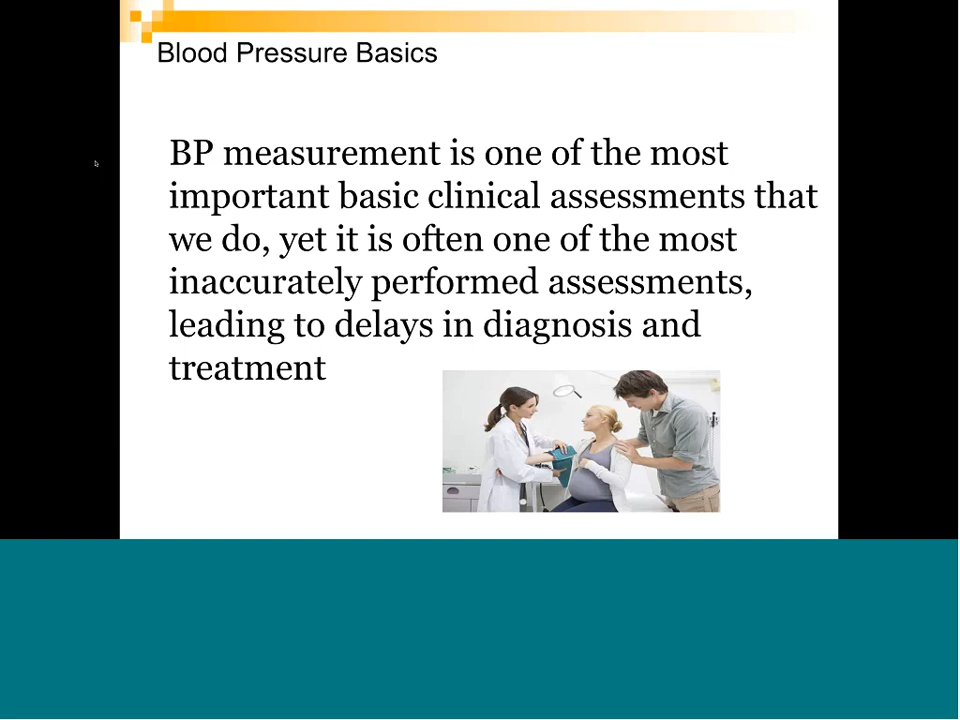 Blood Pressure Basics
BP measurement is one of the most
important basic clinical assessments that
we do, yet it is often one of the most
inaccurately performed assessments,
leading to delays in diagnosis and
treatment